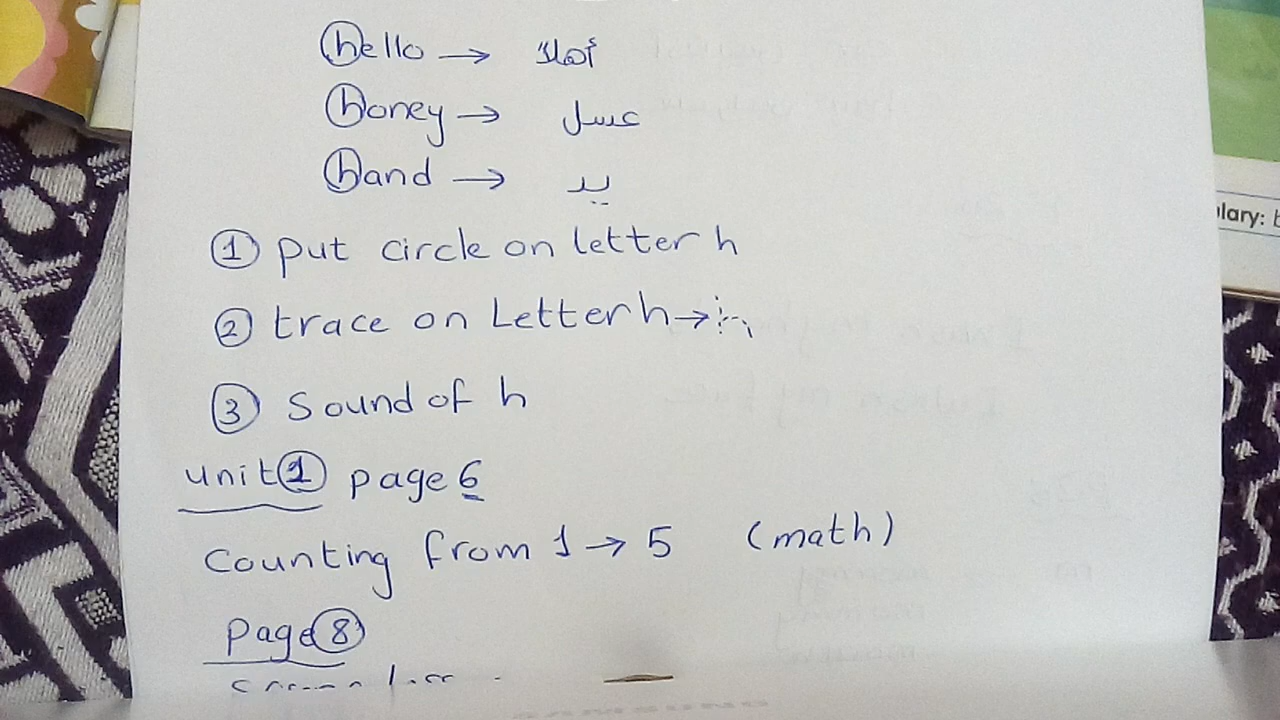 hello → أهلا
honey → عسل
hand → يد
① put circle on letter h
② trace on Letter h → h
③ Sound of h
unit ① page 6
Counting from 1 → 5 (math)
page ⑧
lary: b
SAMSUNG